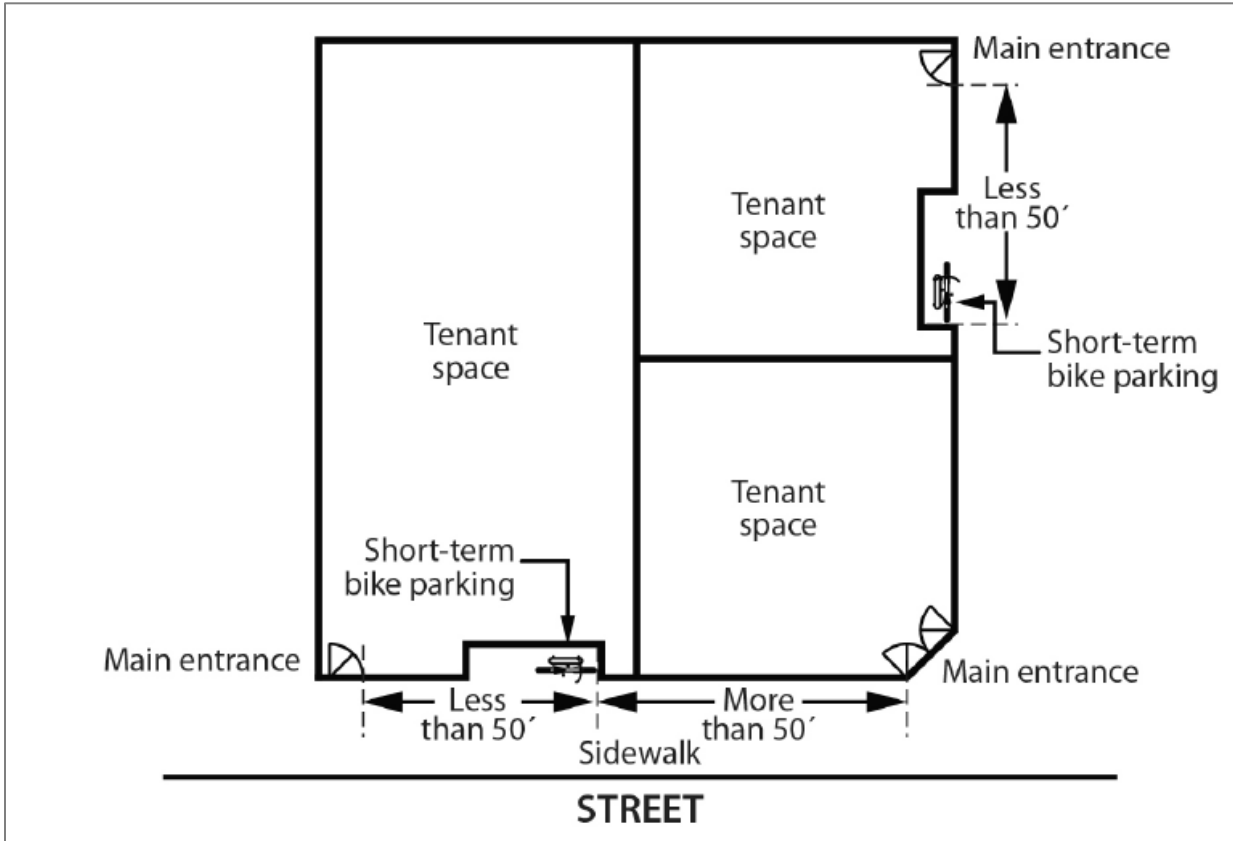 Main entrance
Less
than 50´
Tenant
space
Tenant
space
Short-term
bike parking
Tenant
space
Short-term
bike parking
Main entrance
Main entrance
Less
than 50´
More
than 50´
Sidewalk
STREET